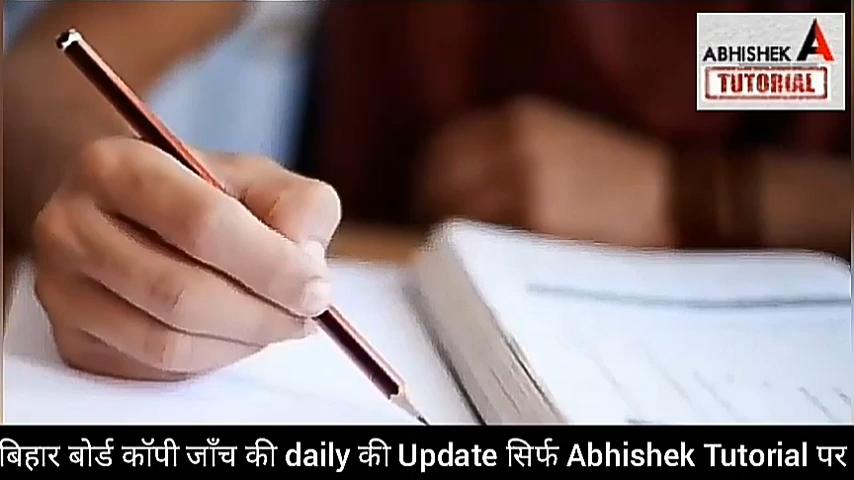 ABHISHEK A
TUTORIAL
बिहार बोर्ड कॉपी जाँच की daily की Update सिर्फ Abhishek Tutorial पर